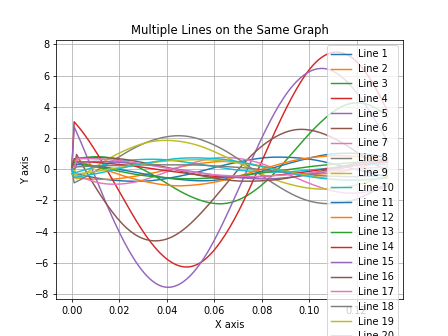 Multiple Lines on the Same Graph
8
6
4
2
0
−2
−4
−6
−8
Y axis
0.00
0.02
0.04
0.06
0.08
0.10
X axis
Line 1
Line 2
Line 3
Line 4
Line 5
Line 6
Line 7
Line 8
Line 9
Line 10
Line 11
Line 12
Line 13
Line 14
Line 15
Line 16
Line 17
Line 18
Line 19
Line 20